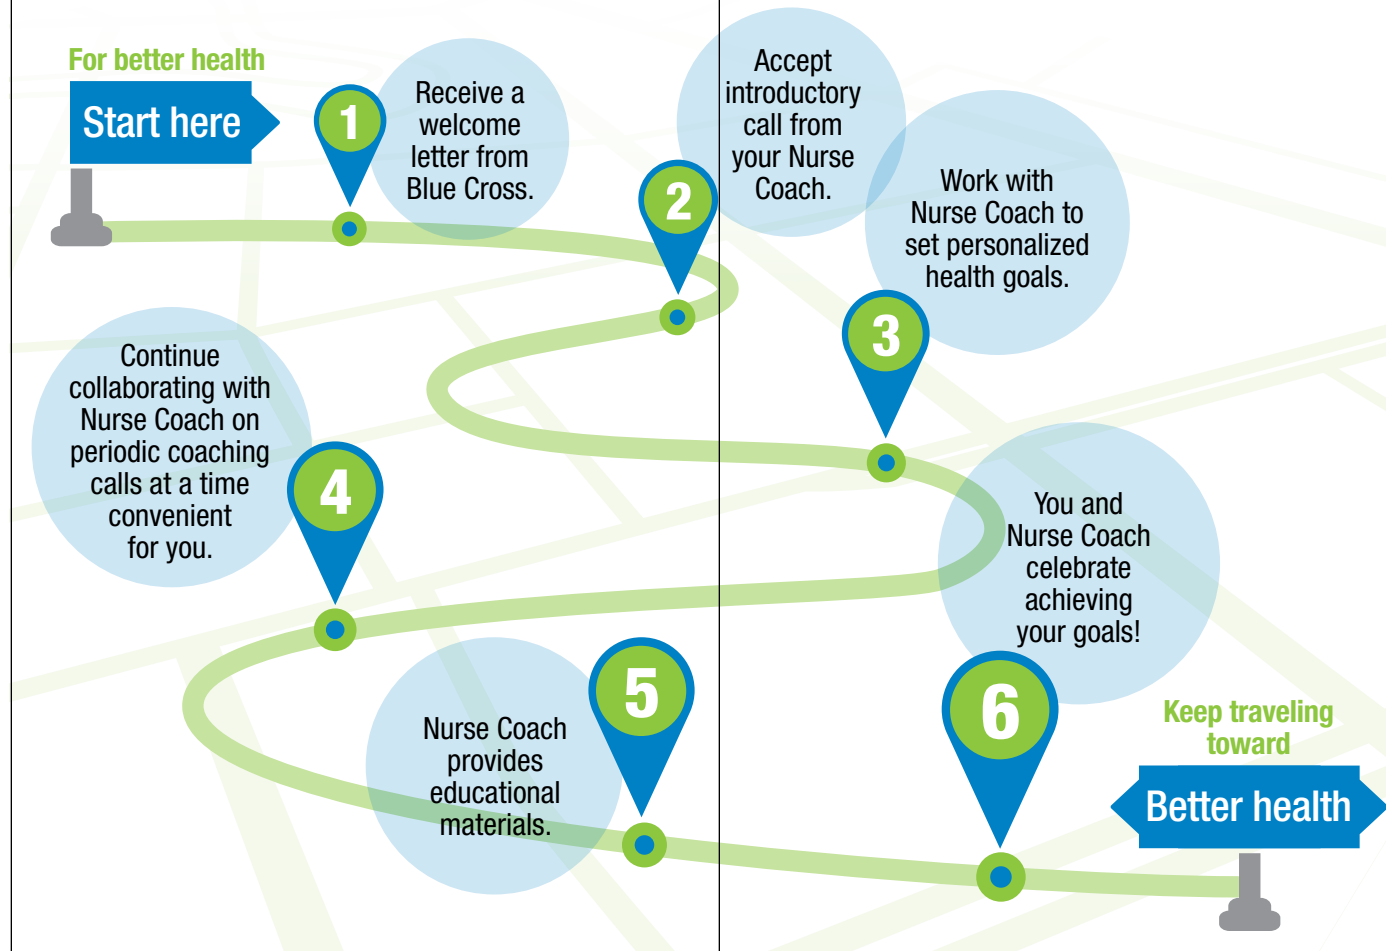 For better health
Start here
1
Receive a
welcome
letter from
Blue Cross.
2
Accept
introductory
call from
your Nurse
Coach.
3
Work with
Nurse Coach to
set personalized
health goals.
4
Continue
collaborating with
Nurse Coach on
periodic coaching
calls at a time
convenient
for you.
5
Nurse Coach
provides
educational
materials.
6
You and
Nurse Coach
celebrate
achieving
your goals!
Keep traveling
toward
Better health